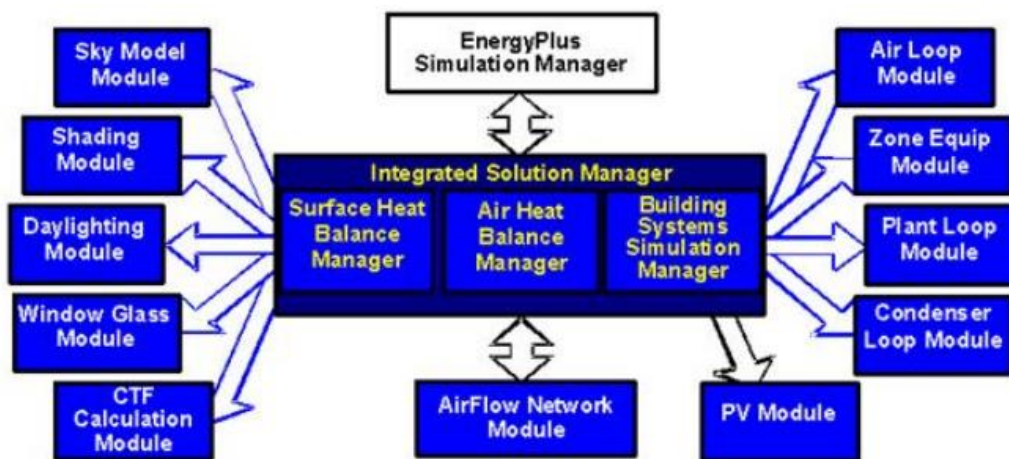 Sky Model
Module
Shading
Module
Daylighting
Module
Window Glass
Module
CTF
Calculation
Module
EnergyPlus
Simulation Manager
Integrated Solution Manager
Surface Heat
Balance
Manager
Air Heat
Balance
Manager
Building
Systems
Simulation
Manager
AirFlow Network
Module
PV Module
Air Loop
Module
Zone Equip
Module
Plant Loop
Module
Condenser
Loop Module